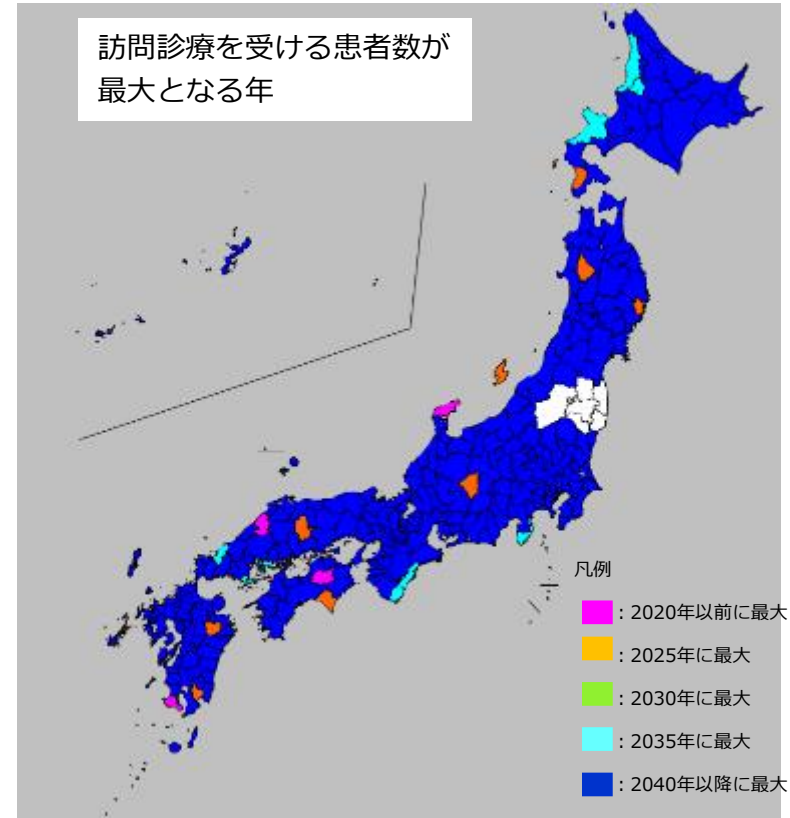 訪問診療を受ける患者数が
最大となる年
凡例
：2020年以前に最大
：2025年に最大
：2030年に最大
：2035年に最大
：2040年以降に最大